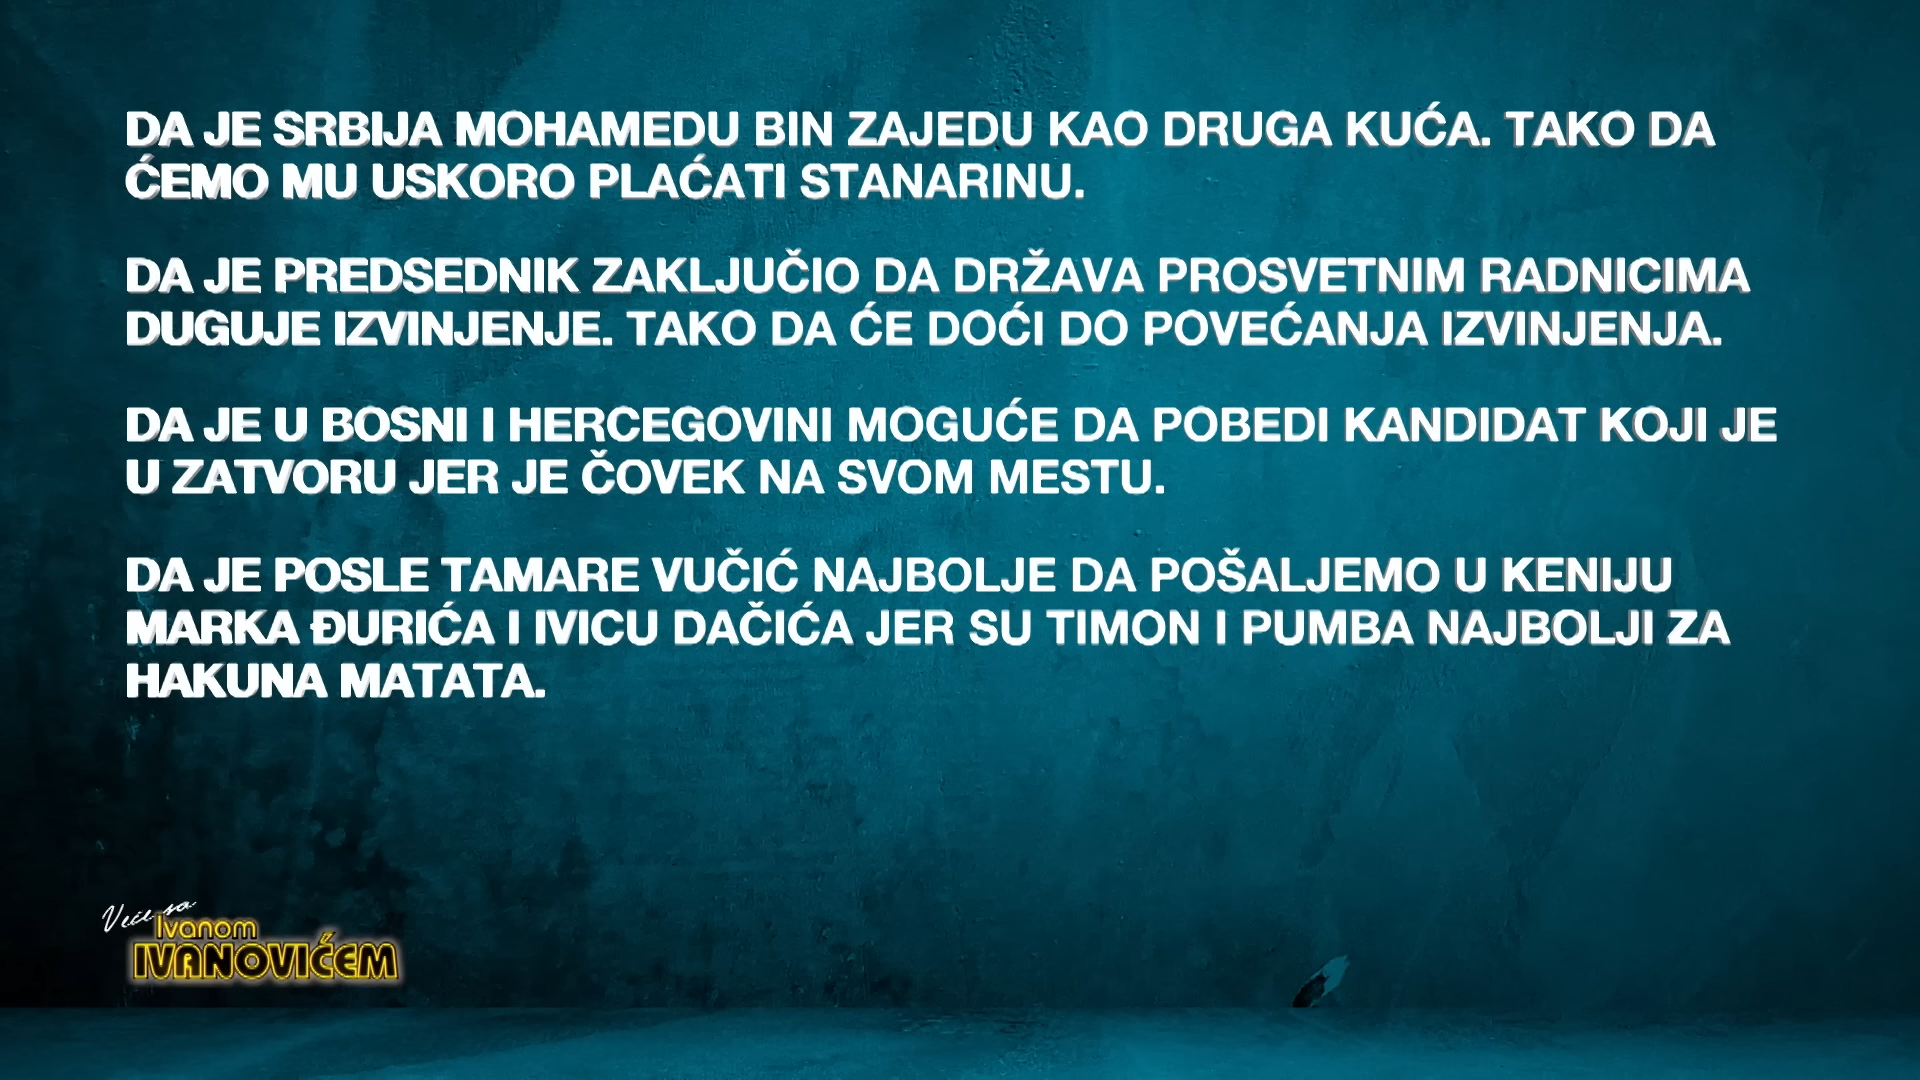 DA JE SRBIJA MOHAMEDU BIN ZAJEDU KAO DRUGA KUĆA. TAKO DA
ĆEMO MU USKORO PLAĆATI STANARINU.
DA JE PREDSEDNIK ZAKLJUČIO DA DRŽAVA PROSVETNIM RADNICIMA
DUGUJE IZVINJENJE. TAKO DA ĆE DOĆI DO POVEĆANJA IZVINJENJA.
DA JE U BOSNI I HERCEGOVINI MOGUĆE DA POBEDI KANDIDAT KOJI JE
U ZATVORU JER JE ČOVEK NA SVOM MESTU.
DA JE POSLE TAMARE VUČIĆ NAJBOLJE DA POŠALJEMO U KENIJU
MARKA ĐURIĆA I IVICU DAČIĆA JER SU TIMON I PUMBA NAJBOLJI ZA
HAKUNA MATATA.
Veče sa
Ivanom
IVANOVIĆEM